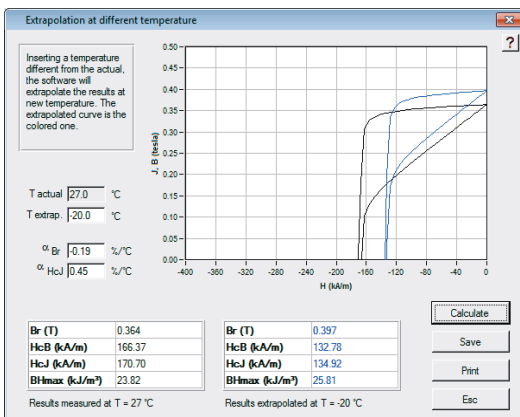 Extrapolation at different temperature
?
Inserting a temperature
different from the actual,
the software will
extrapolate the results at
new temperature. The
extrapolated curve is the
colored one.
T actual 27.0 °C
T extrap. -20.0 °C
α Br -0.19 %/°C
α HcJ 0.45 %/°C
J, B (tesla)
0.50
0.45
0.40
0.35
0.30
0.25
0.20
0.15
0.10
0.05
0.00
-400 -360 -320 -280 -240 -200 -160 -120 -80 -40 0
H (kA/m)
Br (T) 0.364
HcB (kA/m) 166.37
HcJ (kA/m) 170.70
BHmax (kJ/m³) 23.82
Results measured at T = 27 °C
Br (T) 0.397
HcB (kA/m) 132.78
HcJ (kA/m) 134.92
BHmax (kJ/m³) 25.81
Results extrapolated at T = -20 °C
Calculate
Save
Print
Esc